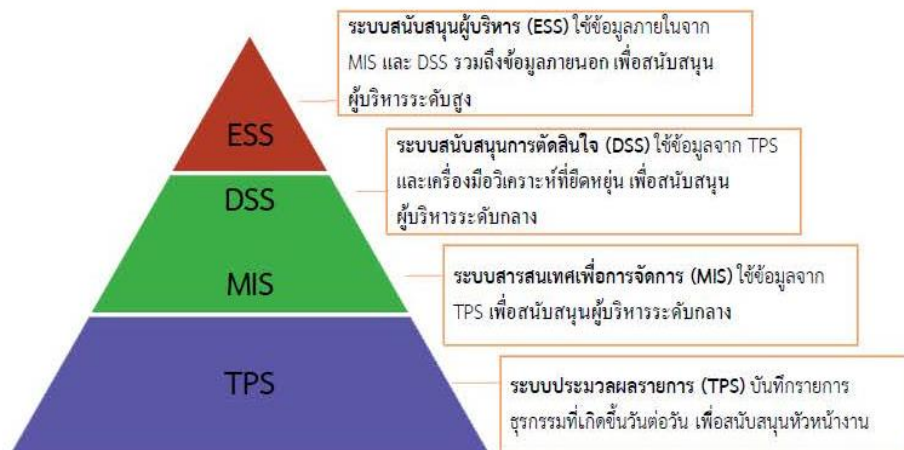 ระบบสนับสนุนผู้บริหาร (ESS) ใช้ข้อมูลภายในจาก
MIS และ DSS รวมถึงข้อมูลภายนอก เพื่อสนับสนุน
ผู้บริหารระดับสูง
ESS
ระบบสนับสนุนการตัดสินใจ (DSS) ใช้ข้อมูลจาก TPS
และเครื่องมือวิเคราะห์ที่ยืดหยุ่น เพื่อสนับสนุน
ผู้บริหารระดับกลาง
DSS
MIS
ระบบสารสนเทศเพื่อการจัดการ (MIS) ใช้ข้อมูลจาก
TPS เพื่อสนับสนุนผู้บริหารระดับกลาง
TPS
ระบบประมวลผลรายการ (TPS) บันทึกรายการ
ธุรกรรมที่เกิดขึ้นวันต่อวัน เพื่อสนับสนุนหัวหน้างาน